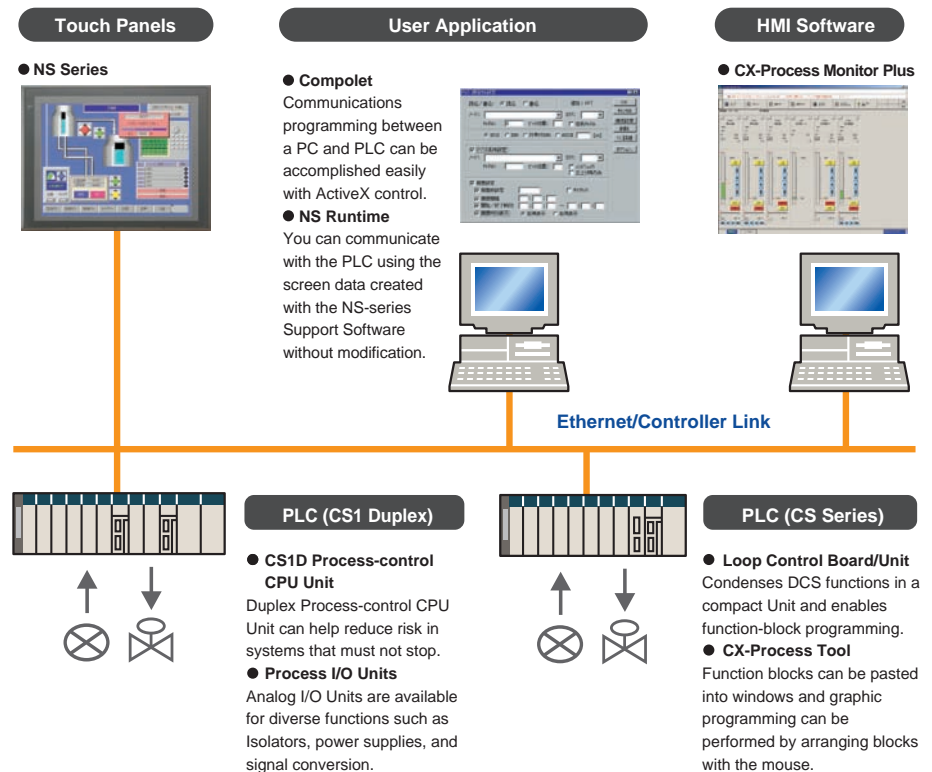 Touch Panels
User Application
HMI Software
● NS Series
● Compolet
Communications
programming between
a PC and PLC can be
accomplished easily
with ActiveX control.
● NS Runtime
You can communicate
with the PLC using the
screen data created
with the NS-series
Support Software
without modification.
● CX-Process Monitor Plus
Ethernet/Controller Link
PLC (CS1 Duplex)
● CS1D Process-control
CPU Unit
Duplex Process-control CPU
Unit can help reduce risk in
systems that must not stop.
● Process I/O Units
Analog I/O Units are available
for diverse functions such as
Isolators, power supplies, and
signal conversion.
PLC (CS Series)
● Loop Control Board/Unit
Condenses DCS functions in a
compact Unit and enables
function-block programming.
● CX-Process Tool
Function blocks can be pasted
into windows and graphic
programming can be
performed by arranging blocks
with the mouse.